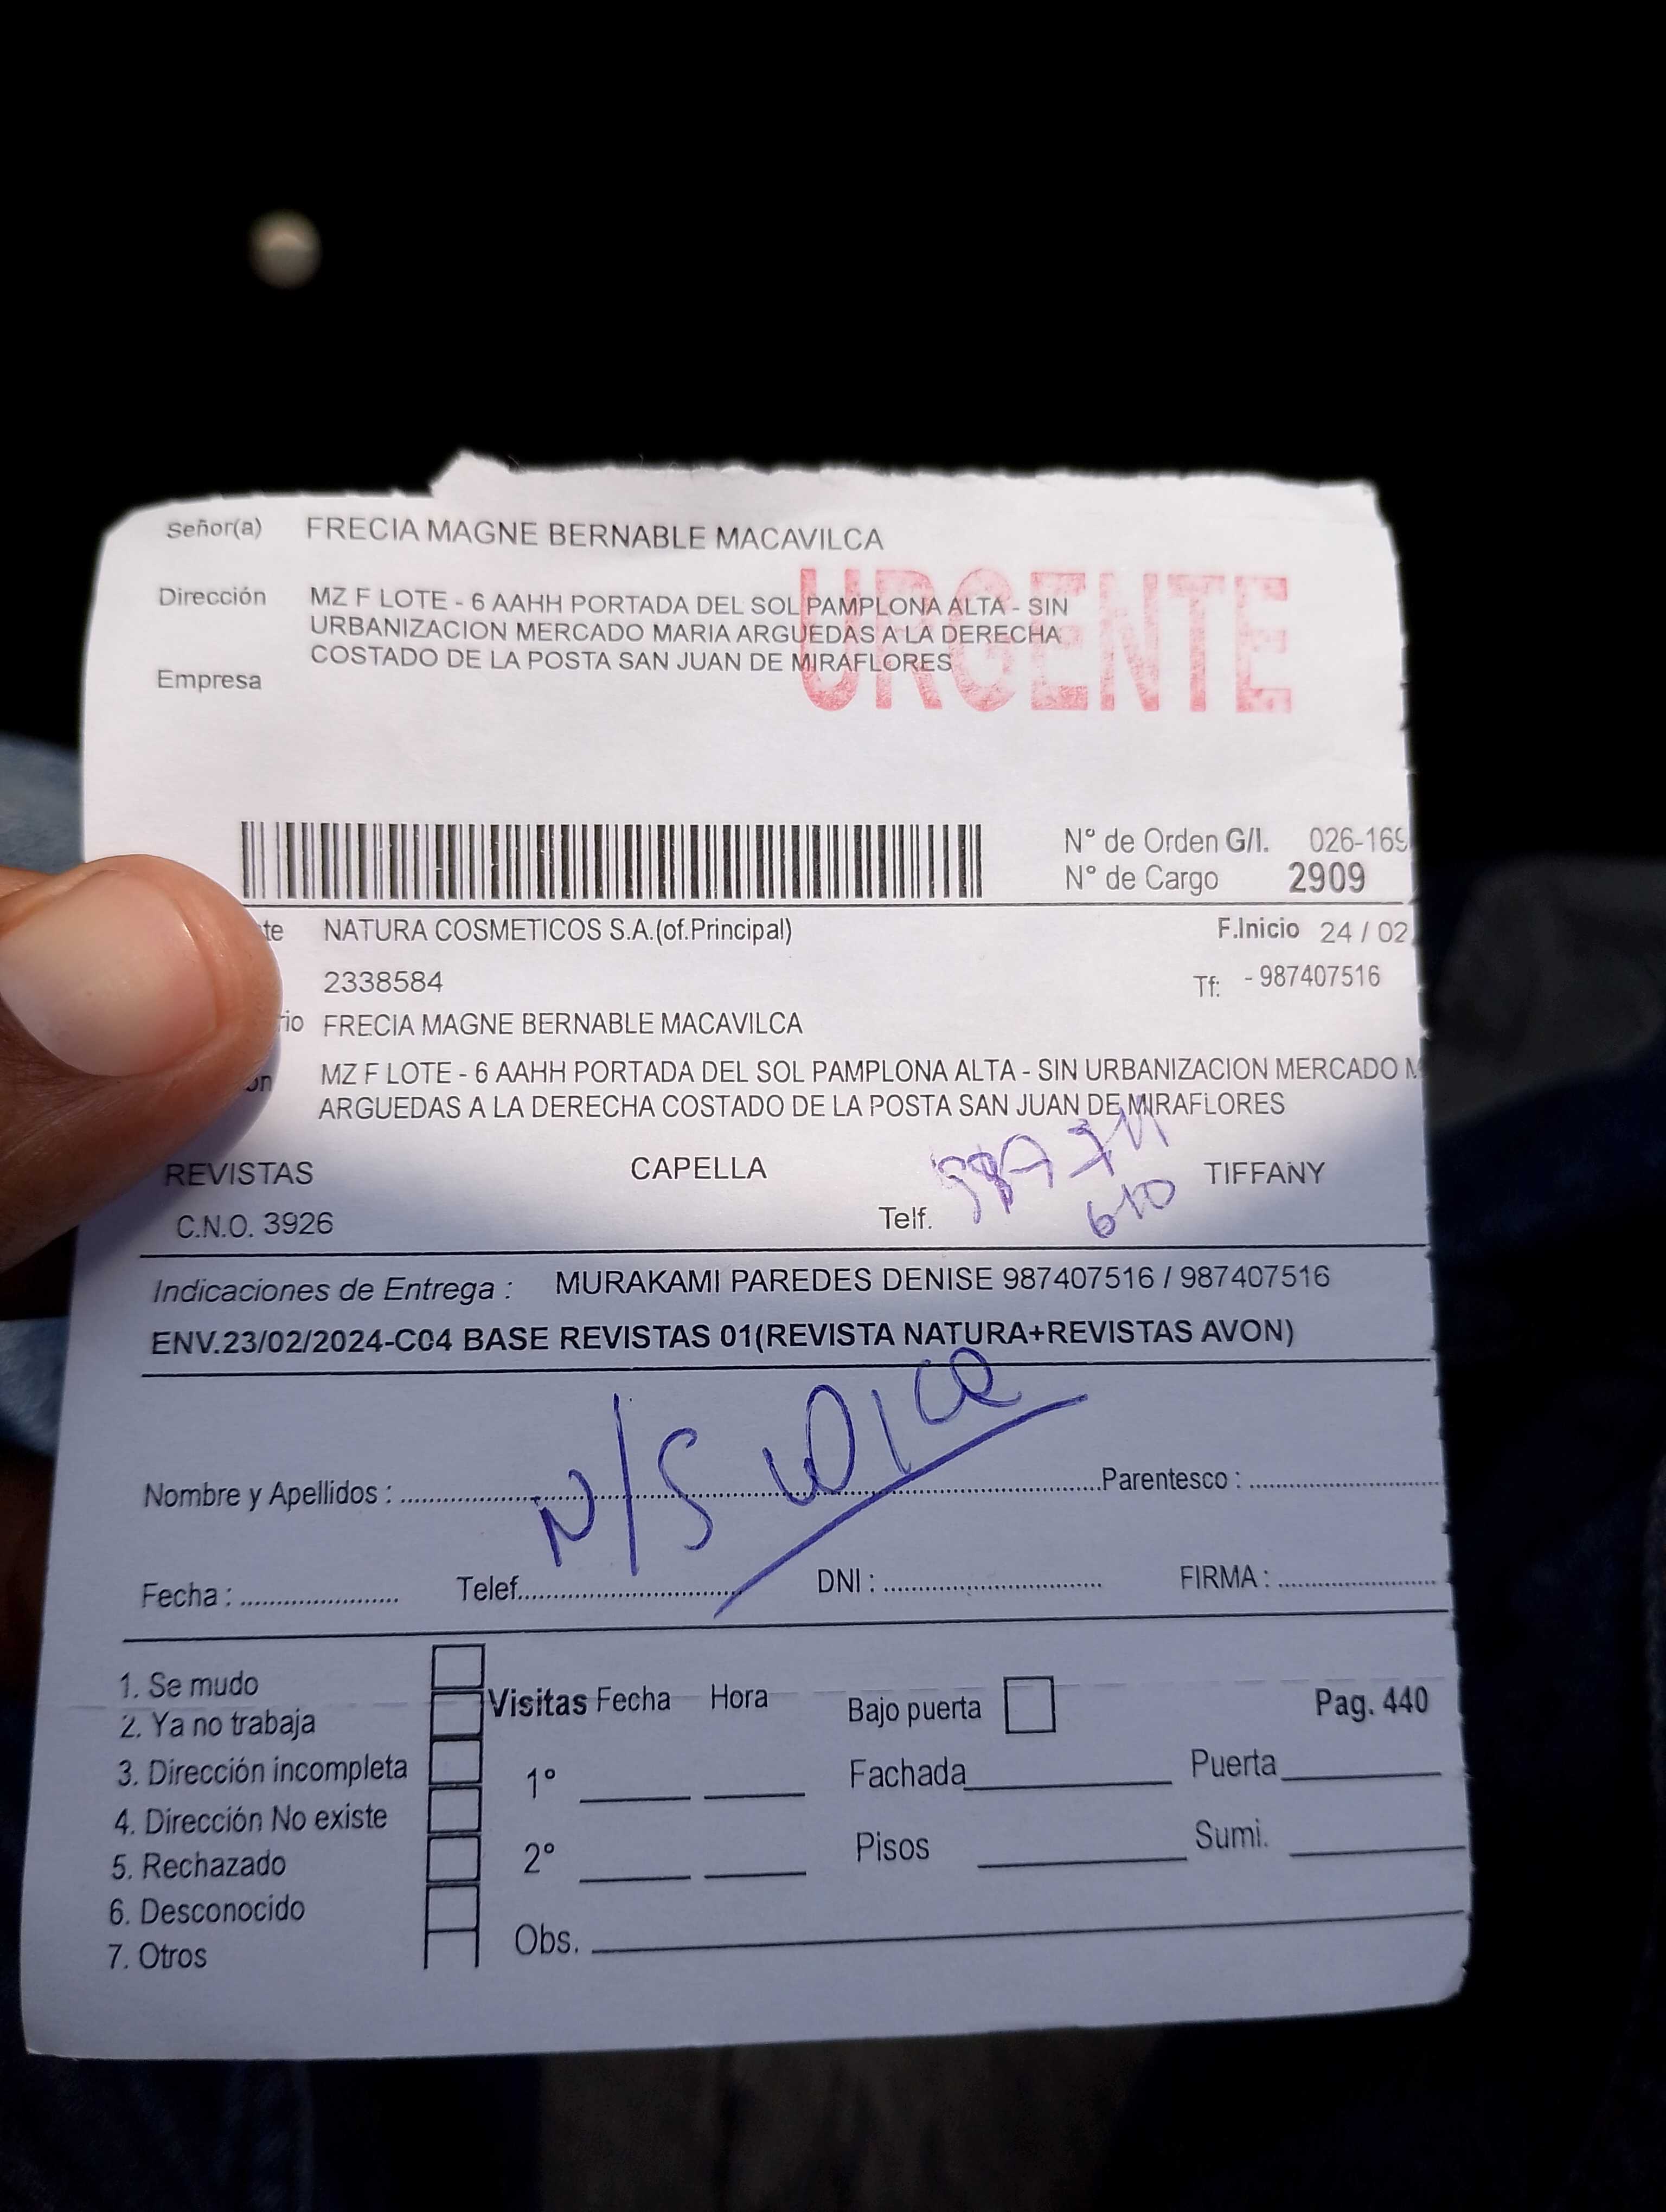 Señor(a) FRECIA MAGNE BERNABLE MACAVILCA
Dirección MZ F LOTE - 6 AAHH PORTADA DEL SOL PAMPLONA ALTA - SIN
URBANIZACION MERCADO MARIA ARGUEDAS A LA DERECHA
COSTADO DE LA POSTA SAN JUAN DE MIRAFLORES
Empresa
URGENTE
N° de Orden G/I. 026-169
N° de Cargo 2909
te NATURA COSMETICOS S.A.(of.Principal) F.Inicio 24 / 02
2338584 Tf: - 987407516
rio FRECIA MAGNE BERNABLE MACAVILCA
ón MZ F LOTE - 6 AAHH PORTADA DEL SOL PAMPLONA ALTA - SIN URBANIZACION MERCADO M
ARGUEDAS A LA DERECHA COSTADO DE LA POSTA SAN JUAN DE MIRAFLORES
REVISTAS CAPELLA TIFFANY
C.N.O. 3926 Telf. 610
Indicaciones de Entrega : MURAKAMI PAREDES DENISE 987407516 / 987407516
ENV.23/02/2024-C04 BASE REVISTAS 01(REVISTA NATURA+REVISTAS AVON)
N/S
Nombre y Apellidos : Parentesco :
Fecha : Telef. DNI : FIRMA :
1. Se mudo
2. Ya no trabaja
3. Dirección incompleta
4. Dirección No existe
5. Rechazado
6. Desconocido
7. Otros
Visitas Fecha Hora
1°
2°
Obs.
Bajo puerta Pag. 440
Fachada Puerta
Pisos Sumi.